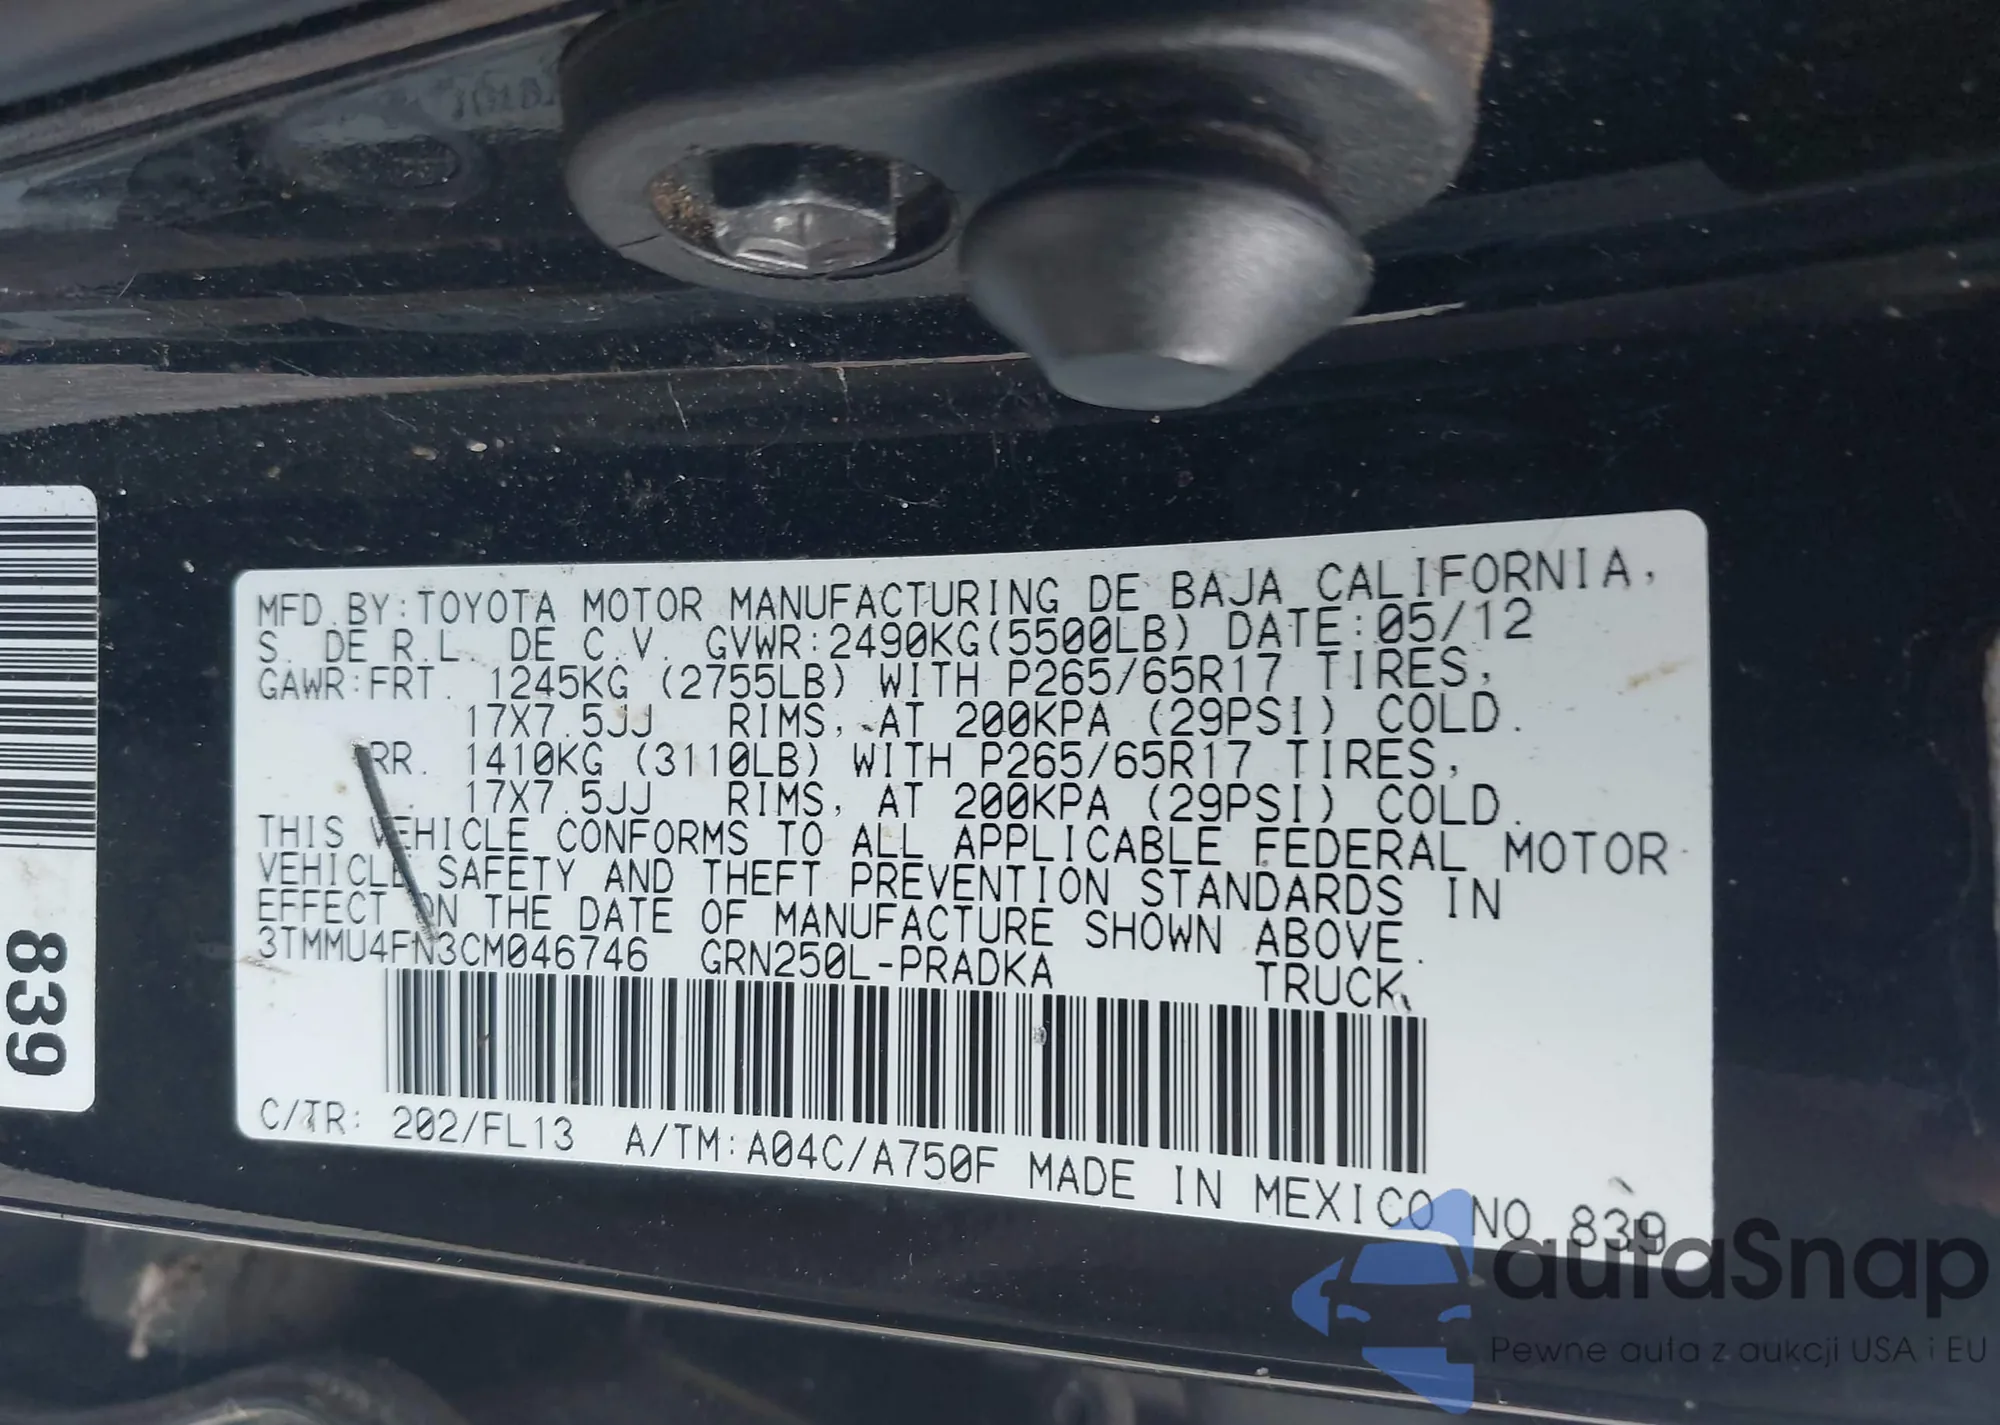 MFD.BY:TOYOTA MOTOR MANUFACTURING DE BAJA CALIFORNIA,
S. DE R.L. DE C.V. GVWR:2490KG(5500LB) DATE:05/12
GAWR:FRT. 1245KG (2755LB) WITH P265/65R17 TIRES,
17X7.5JJ RIMS, AT 200KPA (29PSI) COLD.
RR. 1410KG (3110LB) WITH P265/65R17 TIRES,
17X7.5JJ RIMS, AT 200KPA (29PSI) COLD.
THIS VEHICLE CONFORMS TO ALL APPLICABLE FEDERAL MOTOR
VEHICLE SAFETY AND THEFT PREVENTION STANDARDS IN
EFFECT ON THE DATE OF MANUFACTURE SHOWN ABOVE.
3TMMU4FN3CM046746 GRN250L-PRADKA TRUCK
C/TR: 202/FL13 A/TM:A04C/A750F MADE IN MEXICO NO 839
839
autaSnap
Pewne auta z aukcji USA i EU